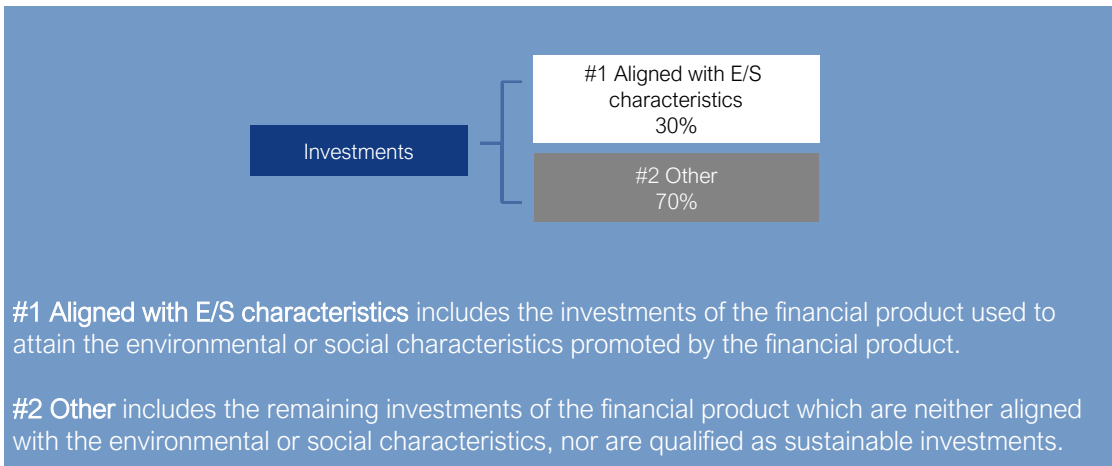 Investments
#1 Aligned with E/S
characteristics
30%
#2 Other
70%
#1 Aligned with E/S characteristics includes the investments of the financial product used to
attain the environmental or social characteristics promoted by the financial product.
#2 Other includes the remaining investments of the financial product which are neither aligned
with the environmental or social characteristics, nor are qualified as sustainable investments.